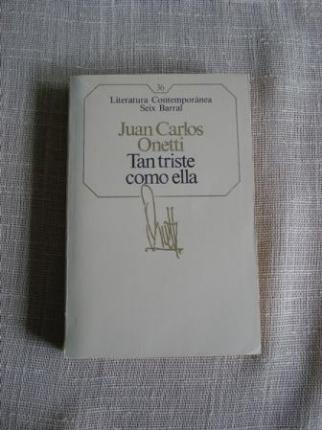 36
Literatura Contemporánea
Seix Barral
Juan Carlos
Onetti
Tan triste
como ella